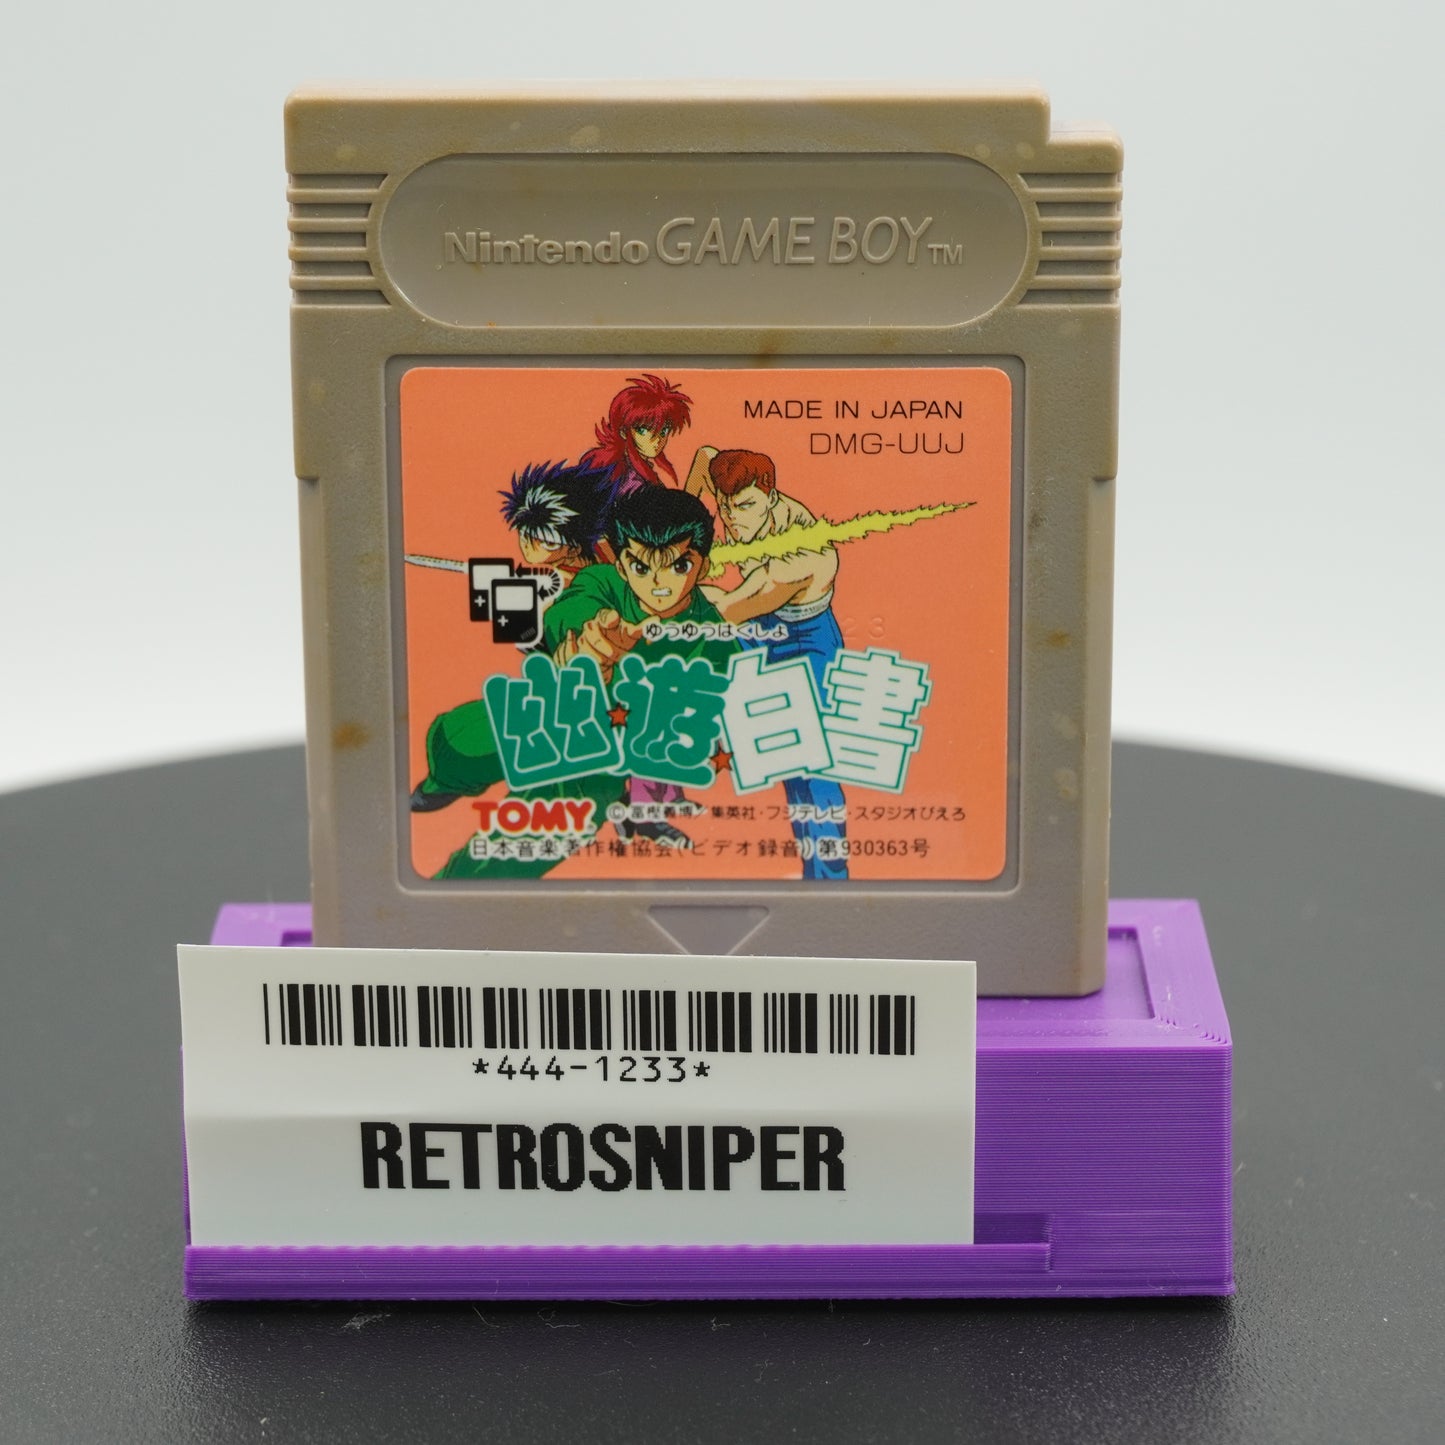 Nintendo GAME BOY TM
MADE IN JAPAN
DMG-UUJ
23
ゆうゆうはくしょ
幽★遊★白書
TOMY ©冨樫義博/集英社・フジテレビ・スタジオぴえろ
日本音楽著作権協会(ビデオ録音)第930363号
*444-1233*
RETROSNIPER